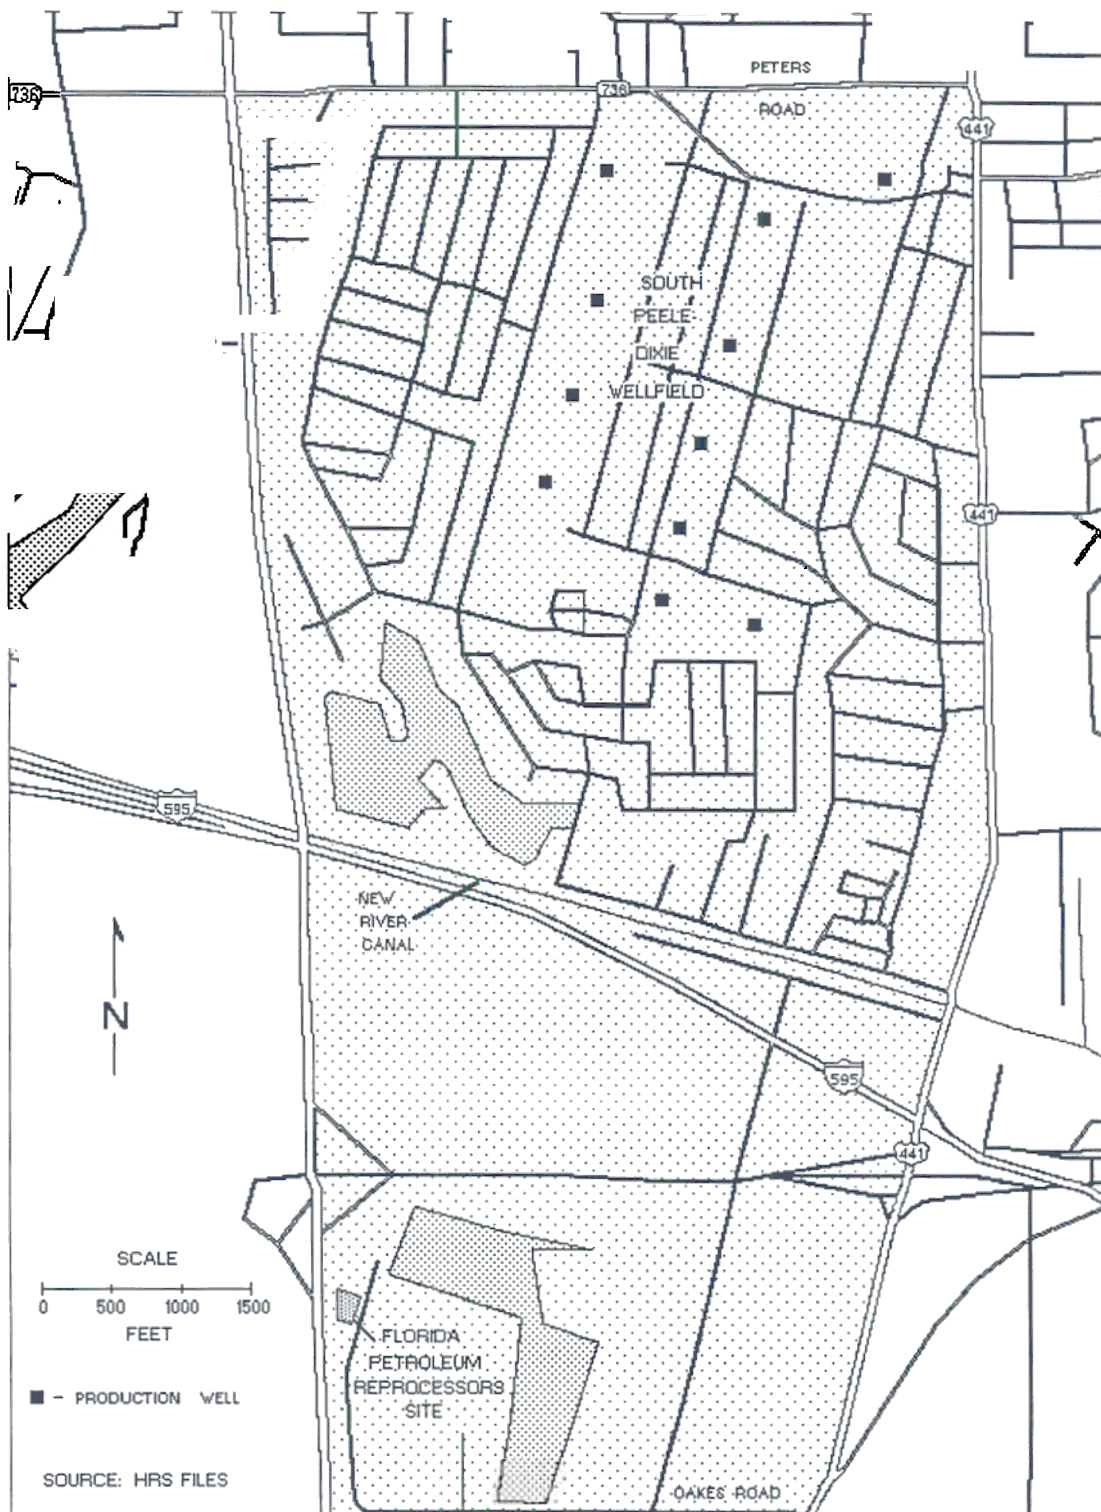 PETERS
736
736
ROAD
441
SOUTH
PEELE-
DIXIE
WELLFIELD
441
595
NEW
RIVER
CANAL
N
595
441
SCALE
0 500 1000 1500
FEET
FLORIDA
PETROLEUM
REPROCESSORS
SITE
- PRODUCTION WELL
SOURCE: HRS FILES
OAKES ROAD